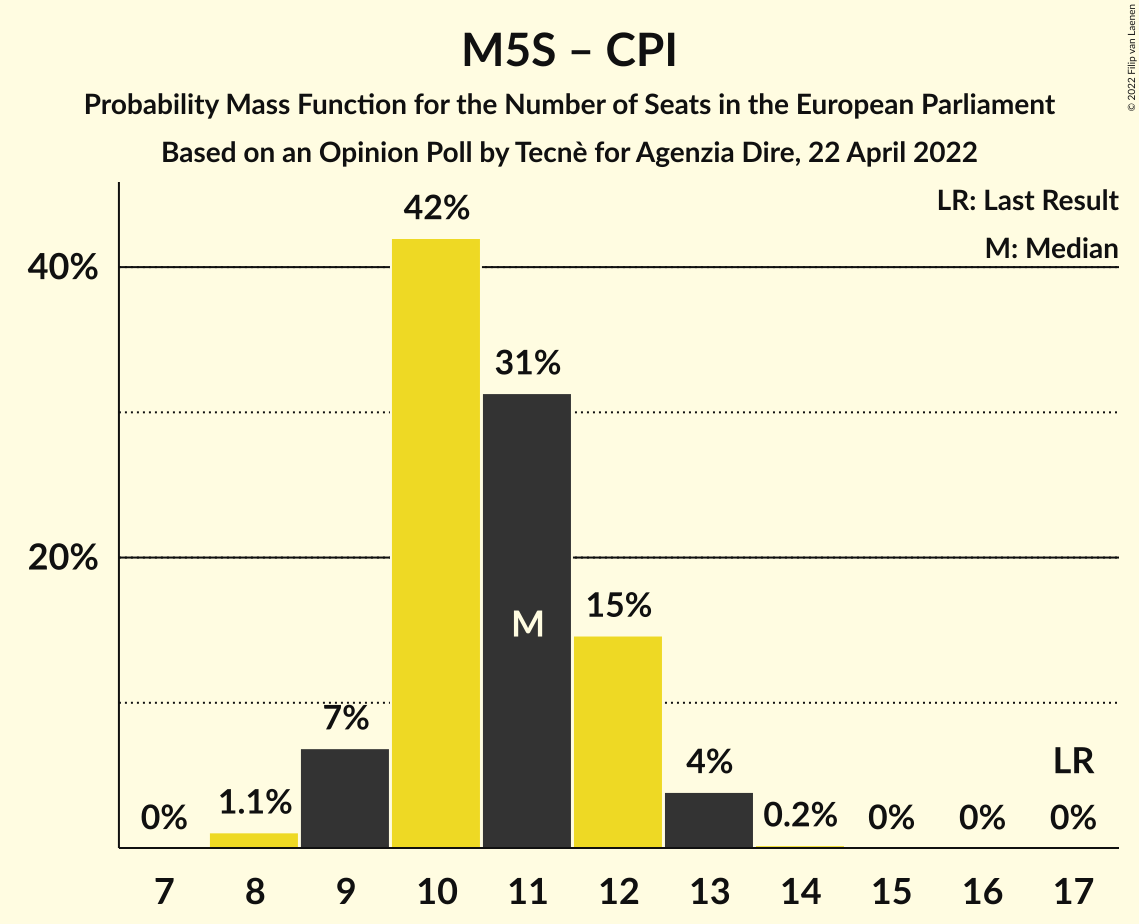 M5S – CPI
Probability Mass Function for the Number of Seats in the European Parliament
Based on an Opinion Poll by Tecnè for Agenzia Dire, 22 April 2022
© 2022 Filip van Laenen
LR: Last Result
M: Median
40%
20%
0%
1.1%
7%
42%
31%
M
15%
4%
0.2%
0%
0%
LR
0%
7 8 9 10 11 12 13 14 15 16 17